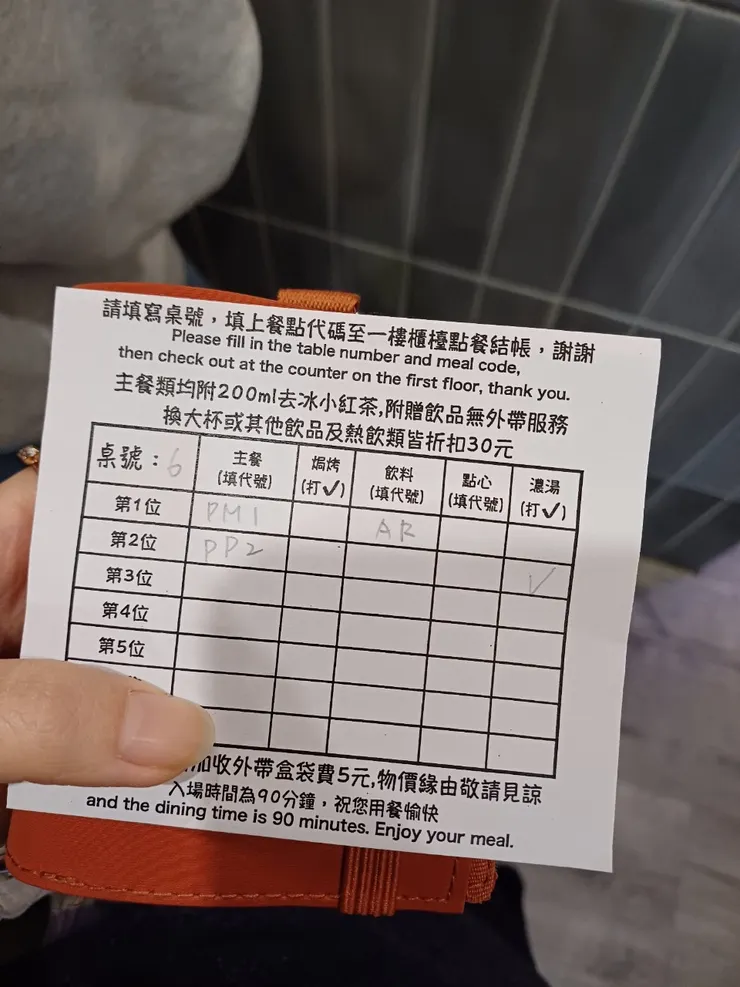 請填寫桌號，填上餐點代碼至一樓櫃檯點餐結帳，謝謝
Please fill in the table number and meal code,
then check out at the counter on the first floor, thank you.
主餐類均附200ml去冰小紅茶,附贈飲品無外帶服務
換大杯或其他飲品及熱飲類皆折扣30元
桌號：6 主餐 (填代號) 焗烤 (打✓) 飲料 (填代號) 點心 (填代號) 濃湯 (打✓)
第1位 PM1 AR
第2位 PP2 ✓
第3位
第4位
第5位
加收外帶盒袋費5元,物價緣由敬請見諒
入場時間為90分鐘，祝您用餐愉快
and the dining time is 90 minutes. Enjoy your meal.